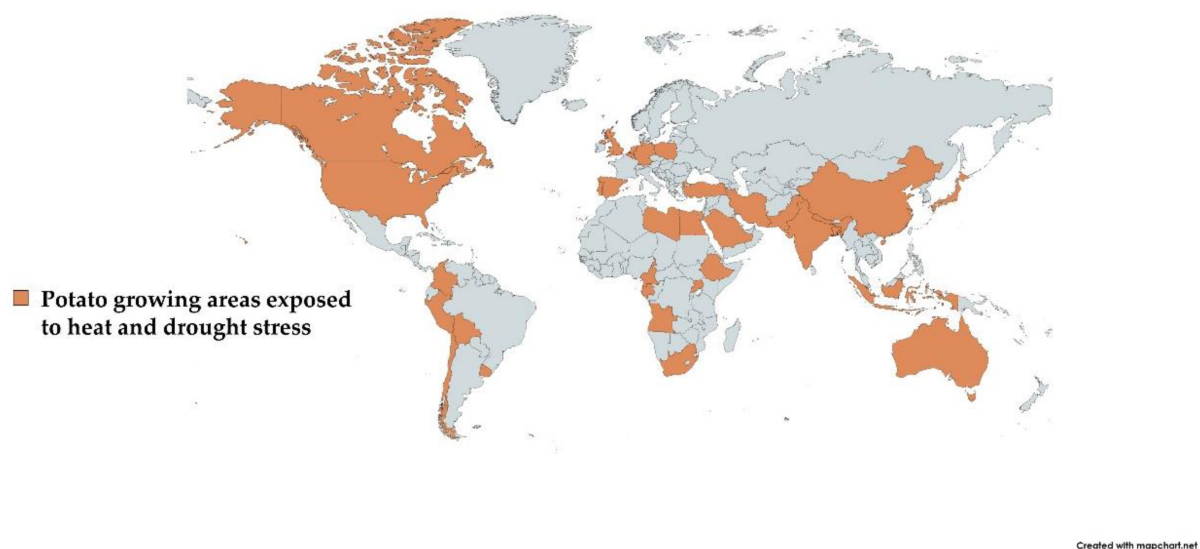 Potato growing areas exposed
to heat and drought stress
Created with mapchart.net